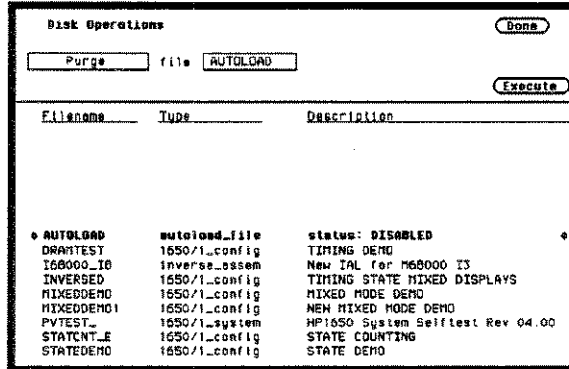 Disk Operations Done
Purge file AUTOLOAD
Execute
Filename Type Description
AUTOLOAD autoload_file status: DISABLED
DRAMTEST 1650/1_config TIMING DEMO
I68000_IB inverse_assem New IAL for M68000 I3
INVERSED 1650/1_config TIMING STATE MIXED DISPLAYS
MIXEDDEMO 1650/1_config MIXED MODE DEMO
MIXEDDEMO1 1650/1_config NEW MIXED MODE DEMO
PVTEST_ 1650/1_system HP1650 System Selftest Rev 04.00
STATCNT_E 1650/1_config STATE COUNTING
STATEDEMO 1650/1_config STATE DEMO